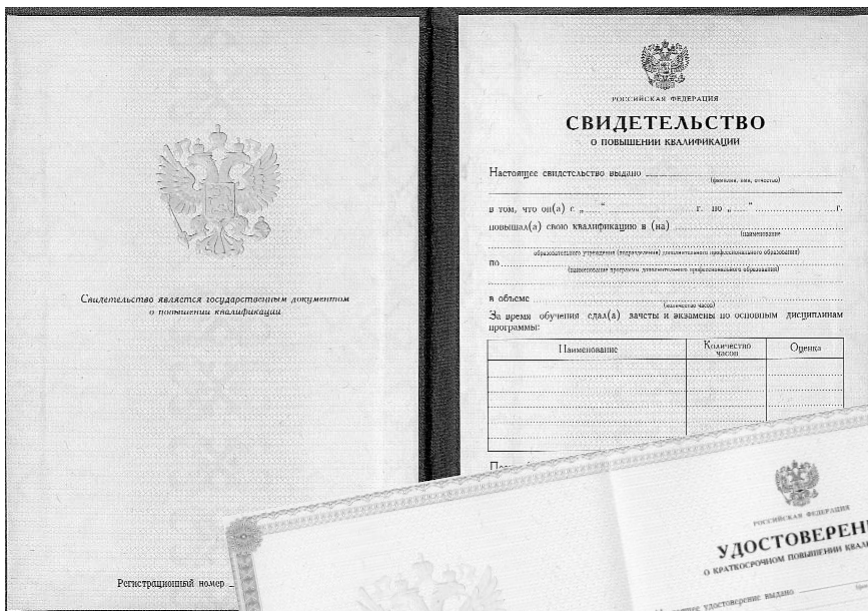 Свидетельство является государственным документом
о повышении квалификации
Регистрационный номер
РОССИЙСКАЯ ФЕДЕРАЦИЯ
СВИДЕТЕЛЬСТВО
О ПОВЫШЕНИИ КВАЛИФИКАЦИИ
Настоящее свидетельство выдано
(фамилия, имя, отчество)
в том, что он(а) с „ “ г. по „ “ г.
повышал(а) свою квалификацию в (на)
(наименование
образовательного учреждения (подразделения) дополнительного профессионального образования)
по
(наименование программы дополнительного профессионального образования)
в объеме
(количество часов)
За время обучения сдал(а) зачеты и экзамены по основным дисциплинам
программы:
Наименование Количество часов Оценка
РОССИЙСКАЯ ФЕДЕРАЦИЯ
УДОСТОВЕРЕНИ
О КРАТКОСРОЧНОМ ПОВЫШЕНИИ КВАЛИ
удостоверение выдано